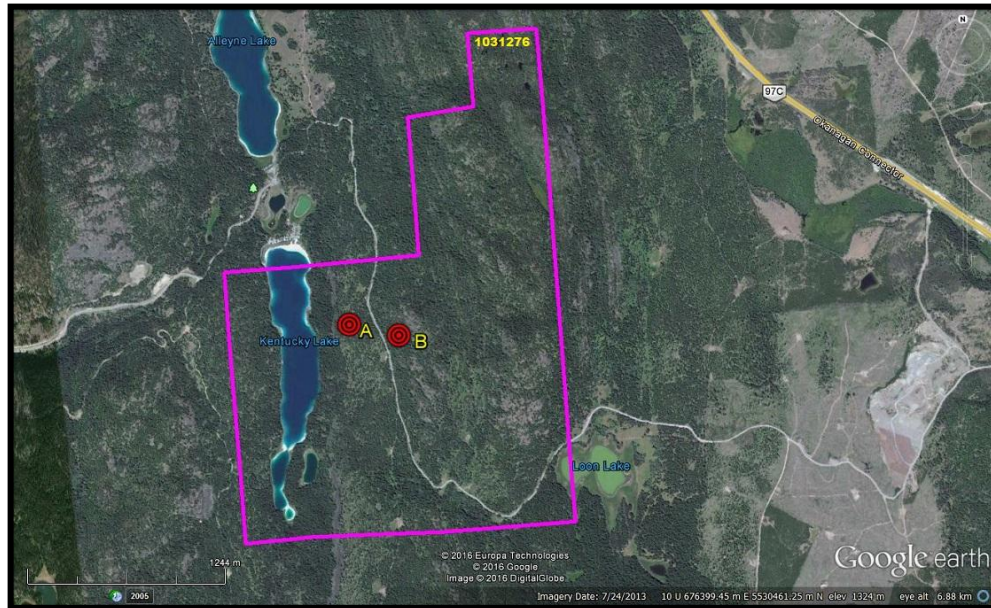 Alleyne Lake
1031276
N
97C
Okanagan Connector
A
B
Kentucky Lake
Loon Lake
1244 m
© 2016 Europa Technologies
© 2016 Google
Image © 2016 DigitalGlobe
Google earth
2005
Imagery Date: 7/24/2013 10 U 676399.45 m E 5530461.25 m N elev 1324 m eye alt 6.88 km